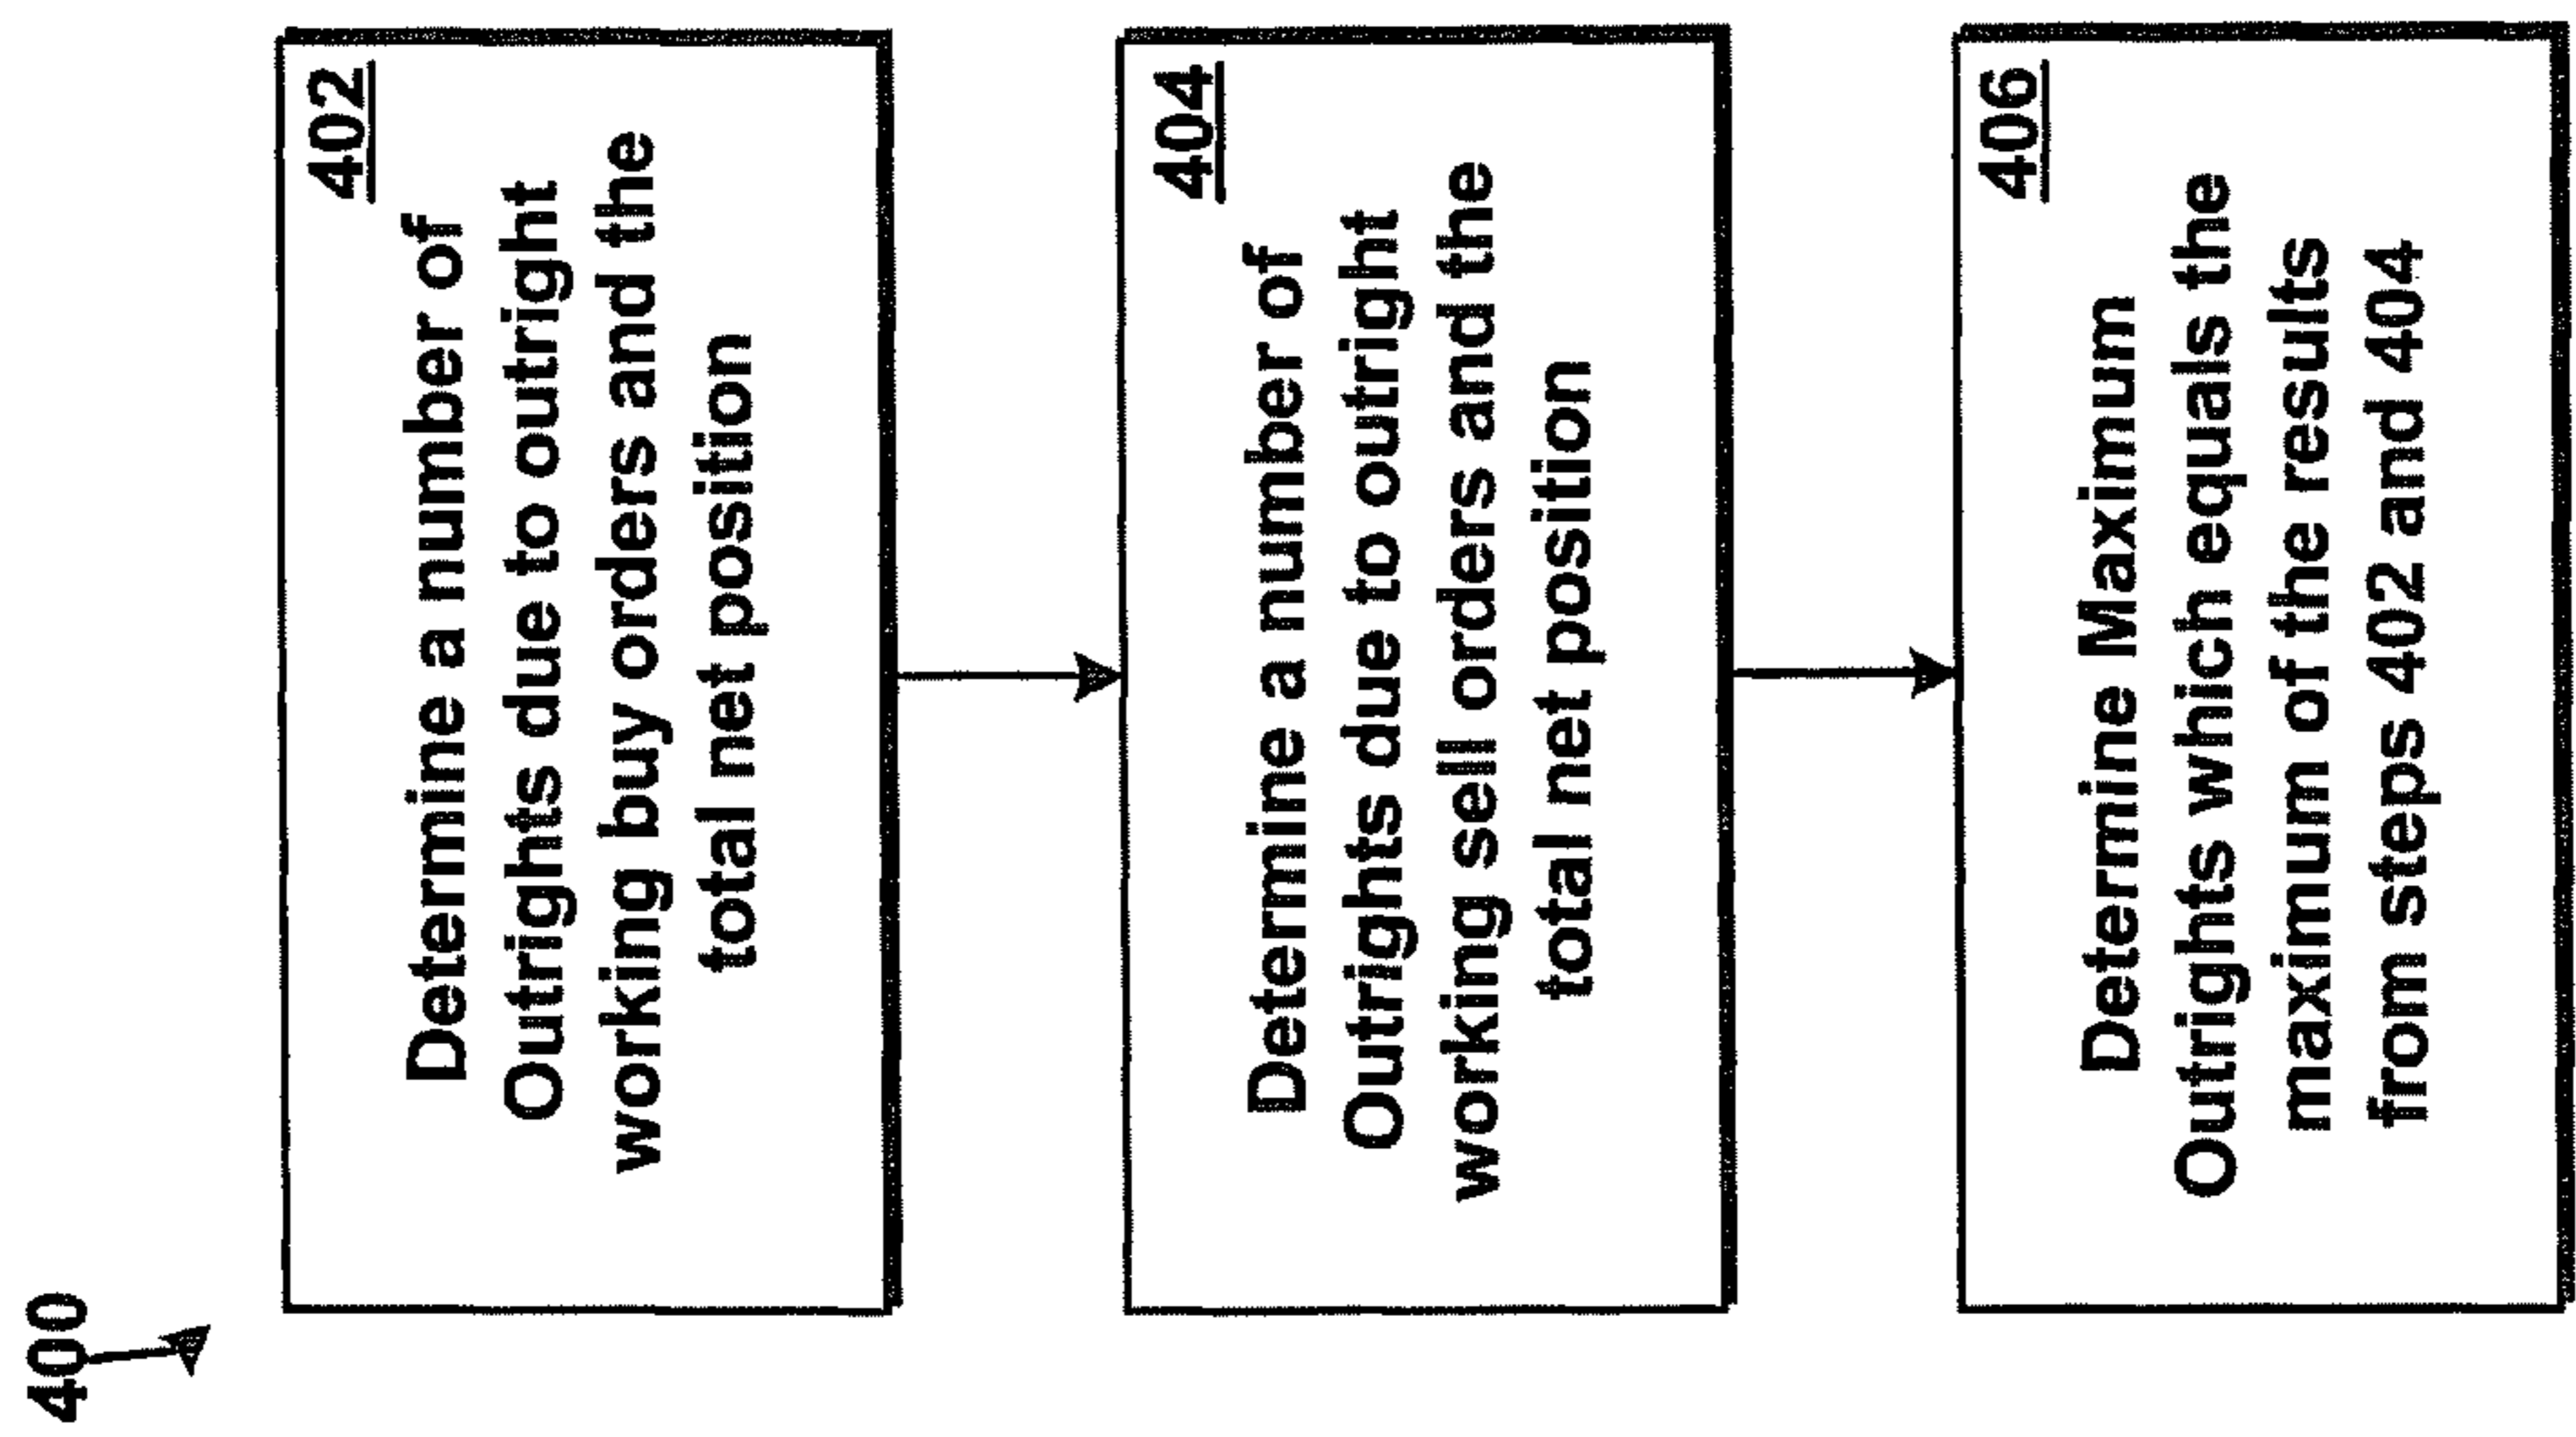 400
402
Determine a number of
Outrights due to outright
working buy orders and the
total net position
404
Determine a number of
Outrights due to outright
working sell orders and the
total net position
406
Determine Maximum
Outrights which equals the
maximum of the results
from steps 402 and 404